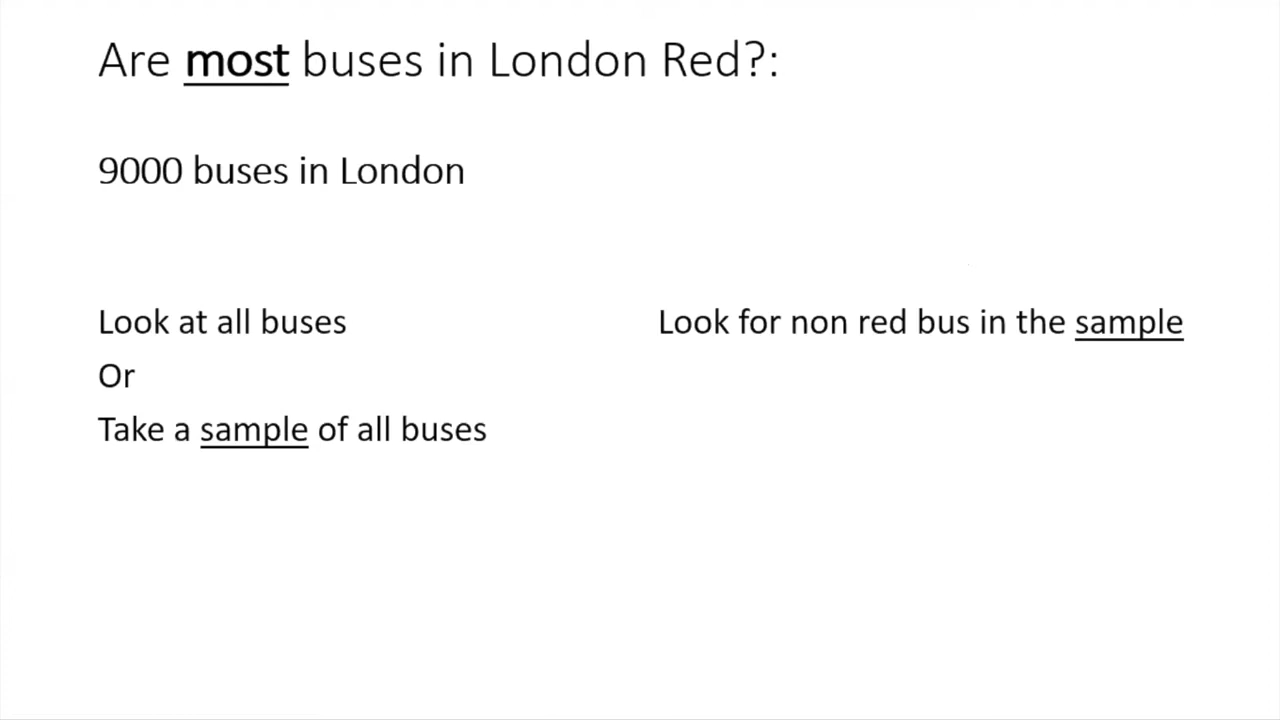 Are most buses in London Red?:
9000 buses in London
Look at all buses
Or
Take a sample of all buses
Look for non red bus in the sample